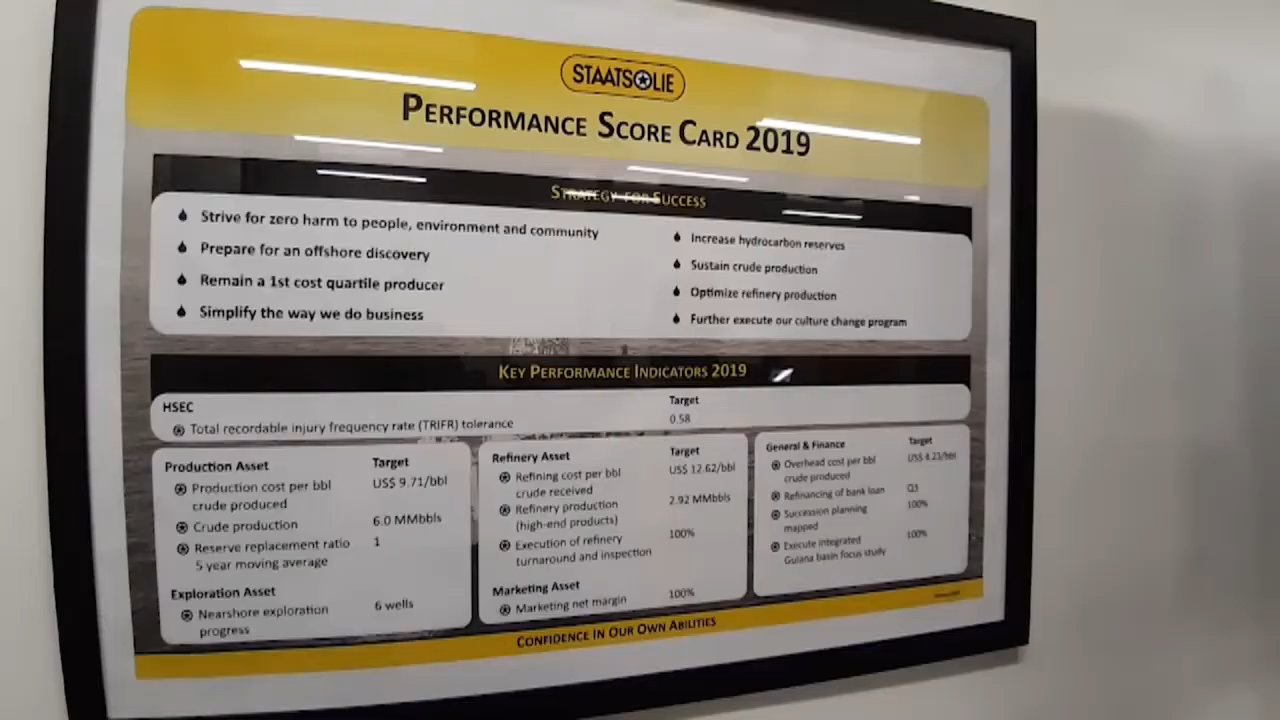 STAATSOLIE
PERFORMANCE SCORE CARD 2019
STRATEGY FOR SUCCESS
Strive for zero harm to people, environment and community
Prepare for an offshore discovery
Remain a 1st cost quartile producer
Simplify the way we do business
Increase hydrocarbon reserves
Sustain crude production
Optimize refinery production
Further execute our culture change program
KEY PERFORMANCE INDICATORS 2019
HSEC Target
Total recordable injury frequency rate (TRIFR) tolerance 0.58
Production Asset Target
Production cost per bbl US$ 9.71/bbl
crude produced
Crude production 6.0 MMbbls
Reserve replacement ratio 1
5 year moving average
Exploration Asset
Nearshore exploration 6 wells
progress
Refinery Asset Target
Refining cost per bbl US$ 12.62/bbl
crude received
Refinery production 2.92 MMbbls
(high-end products)
Execution of refinery 100%
turnaround and inspection
Marketing Asset
Marketing net margin 100%
General & Finance Target
Overhead cost per bbl US$ 4.23/bbl
crude produced
Refinancing of bank loan Q3
Succession planning 100%
mapped
Execute integrated 100%
Guiana basin focus study
CONFIDENCE IN OUR OWN ABILITIES